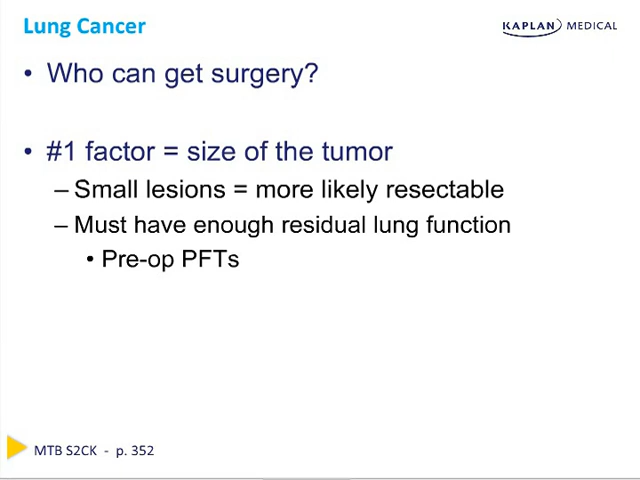 Lung Cancer
KAPLAN MEDICAL
• Who can get surgery?
• #1 factor = size of the tumor
– Small lesions = more likely resectable
– Must have enough residual lung function
• Pre-op PFTs
MTB S2CK - p. 352